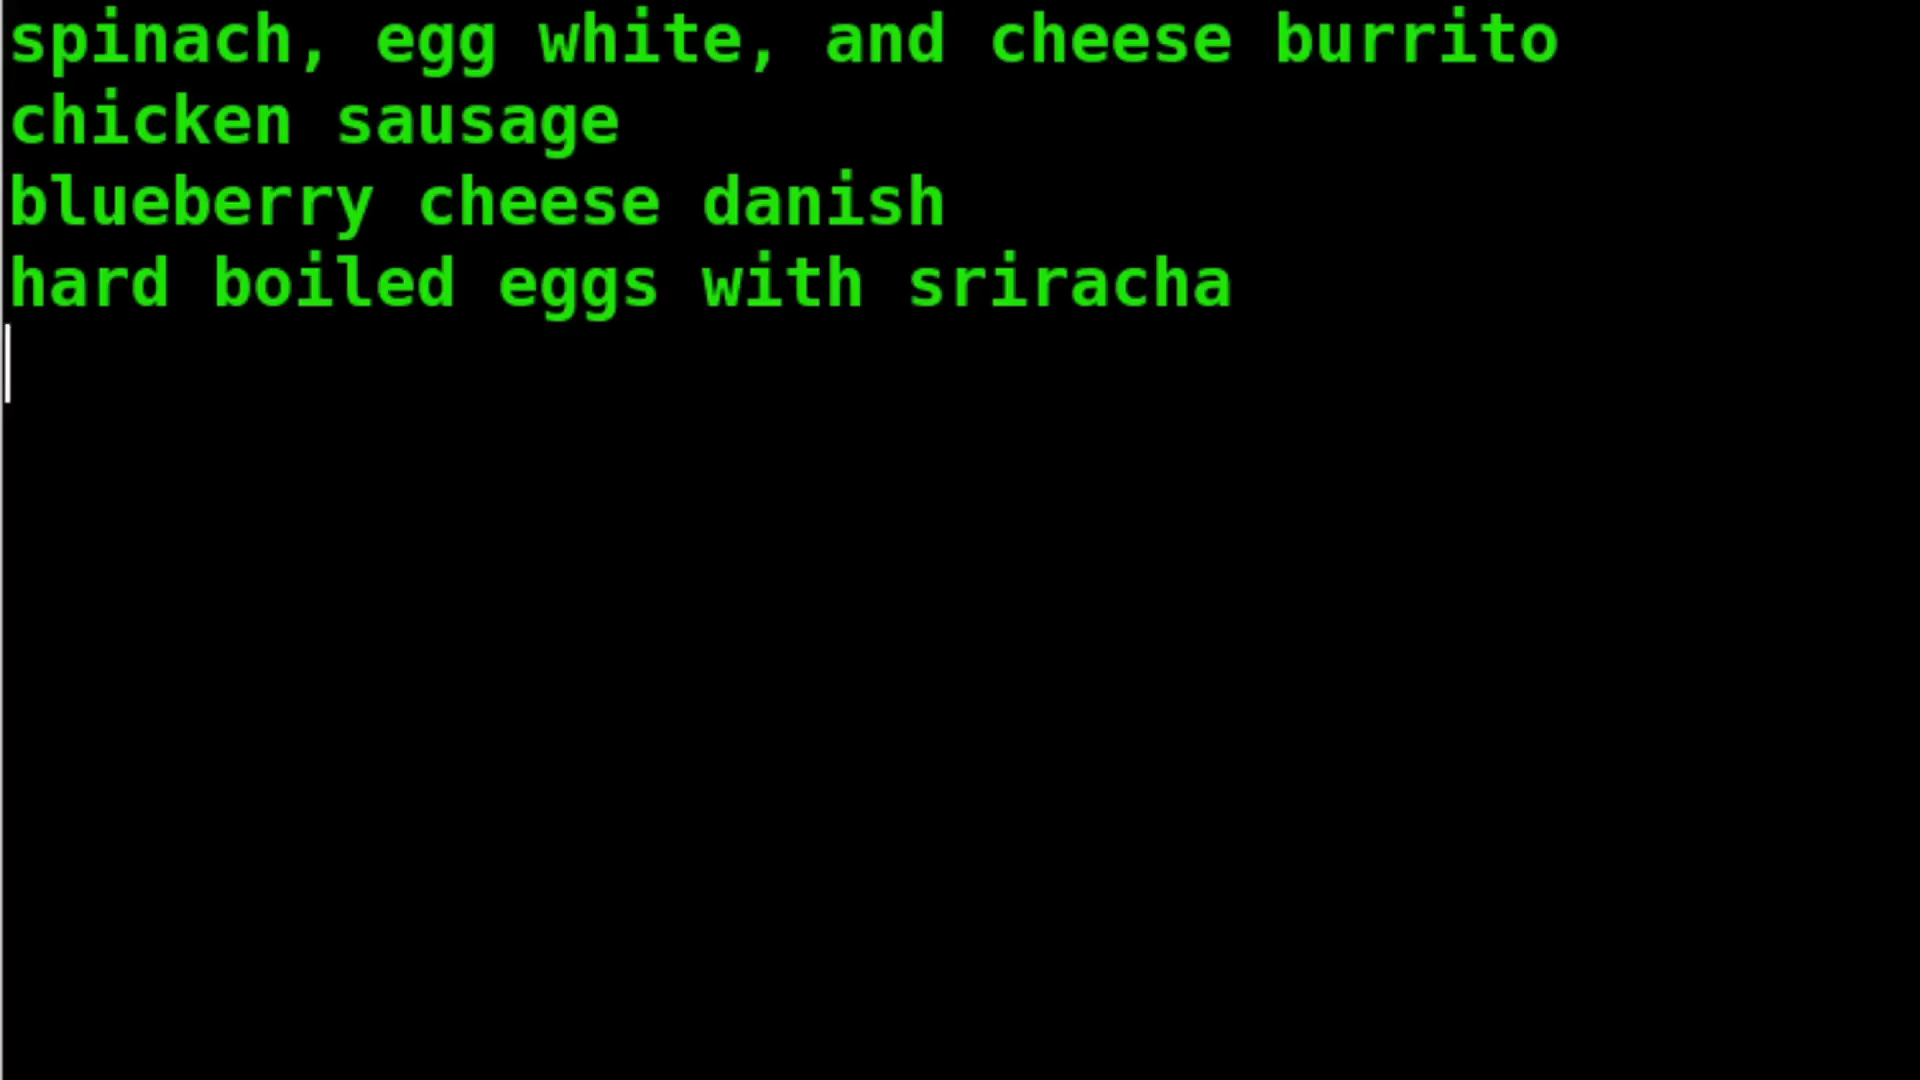 spinach, egg white, and cheese burrito
chicken sausage
blueberry cheese danish
hard boiled eggs with sriracha